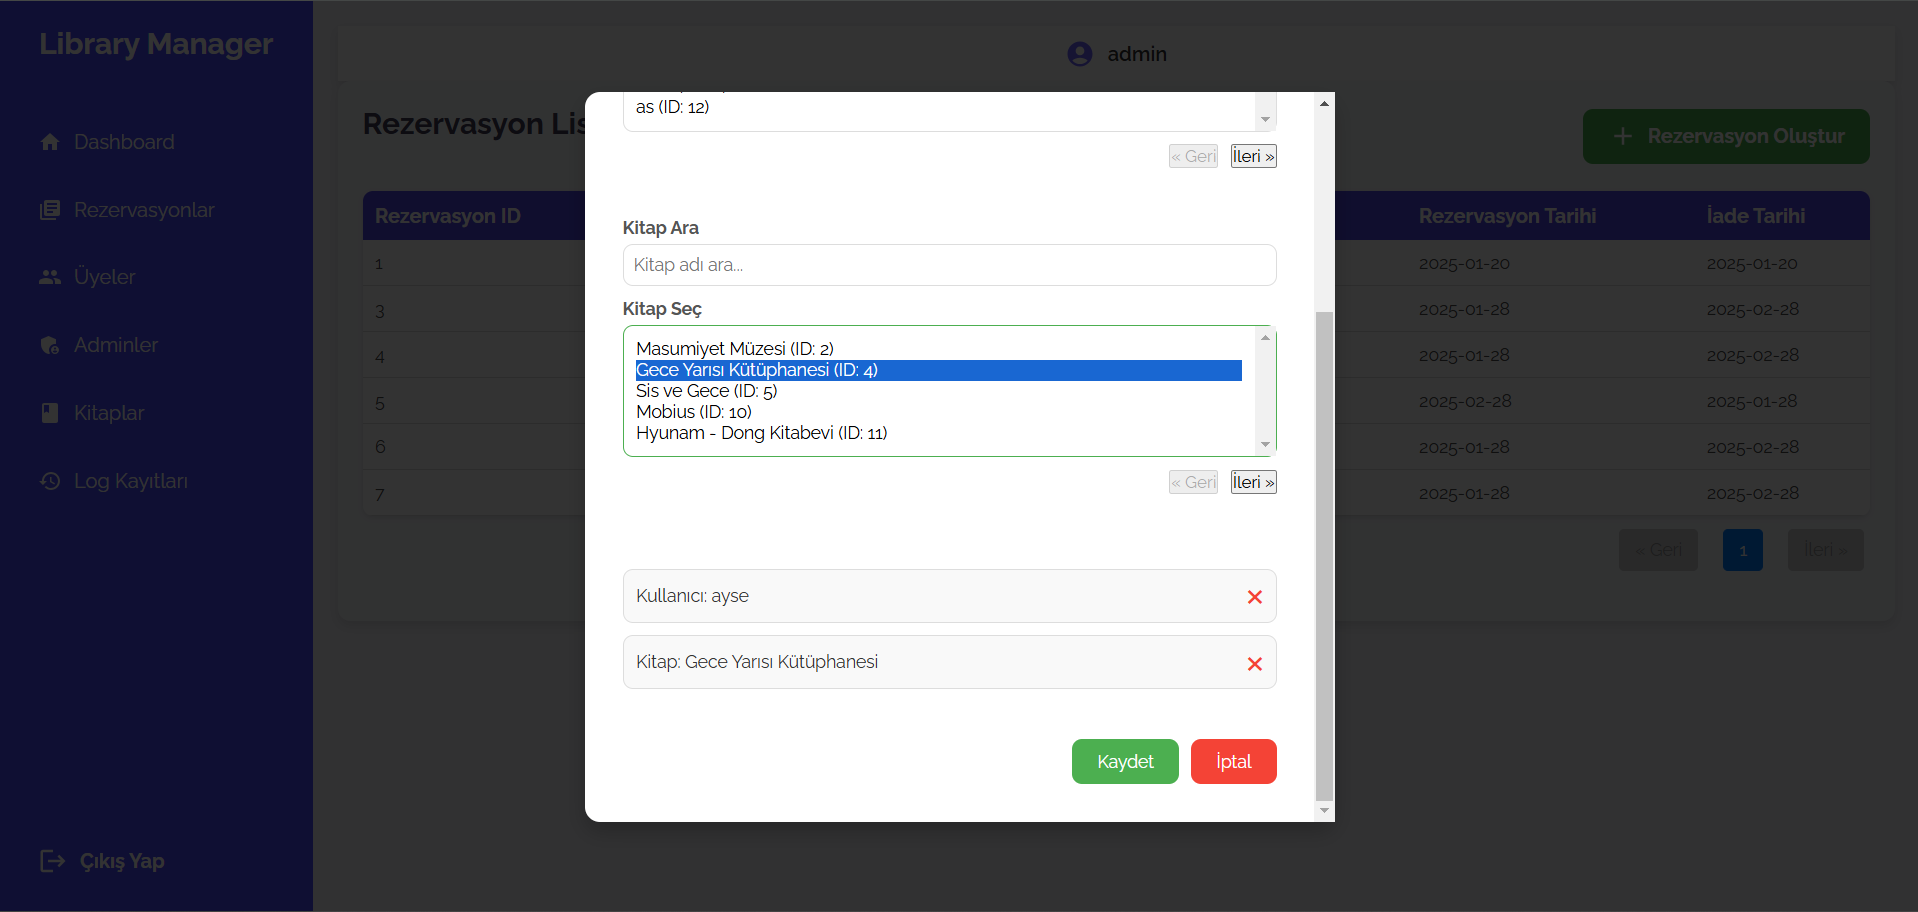 Library Manager
Dashboard
Rezervasyonlar
Üyeler
Adminler
Kitaplar
Log Kayıtları
Çıkış Yap
admin
Rezervasyon Lis
+ Rezervasyon Oluştur
Rezervasyon ID Rezervasyon Tarihi İade Tarihi
1 2025-01-20 2025-01-20
3 2025-01-28 2025-02-28
4 2025-01-28 2025-02-28
5 2025-02-28 2025-01-28
6 2025-01-28 2025-02-28
7 2025-01-28 2025-02-28
« Geri 1 İleri »
as (ID: 12)
« Geri İleri »
Kitap Ara
Kitap adı ara...
Kitap Seç
Masumiyet Müzesi (ID: 2)
Gece Yarısı Kütüphanesi (ID: 4)
Sis ve Gece (ID: 5)
Mobius (ID: 10)
Hyunam - Dong Kitabevi (ID: 11)
« Geri İleri »
Kullanıcı: ayse
Kitap: Gece Yarısı Kütüphanesi
Kaydet İptal